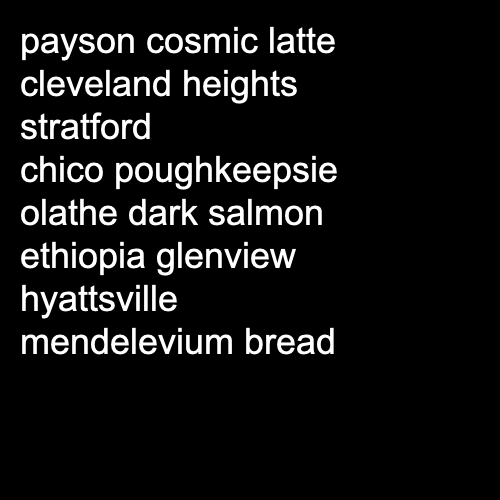 payson cosmic latte
cleveland heights
stratford
chico poughkeepsie
olathe dark salmon
ethiopia glenview
hyattsville
mendelevium bread